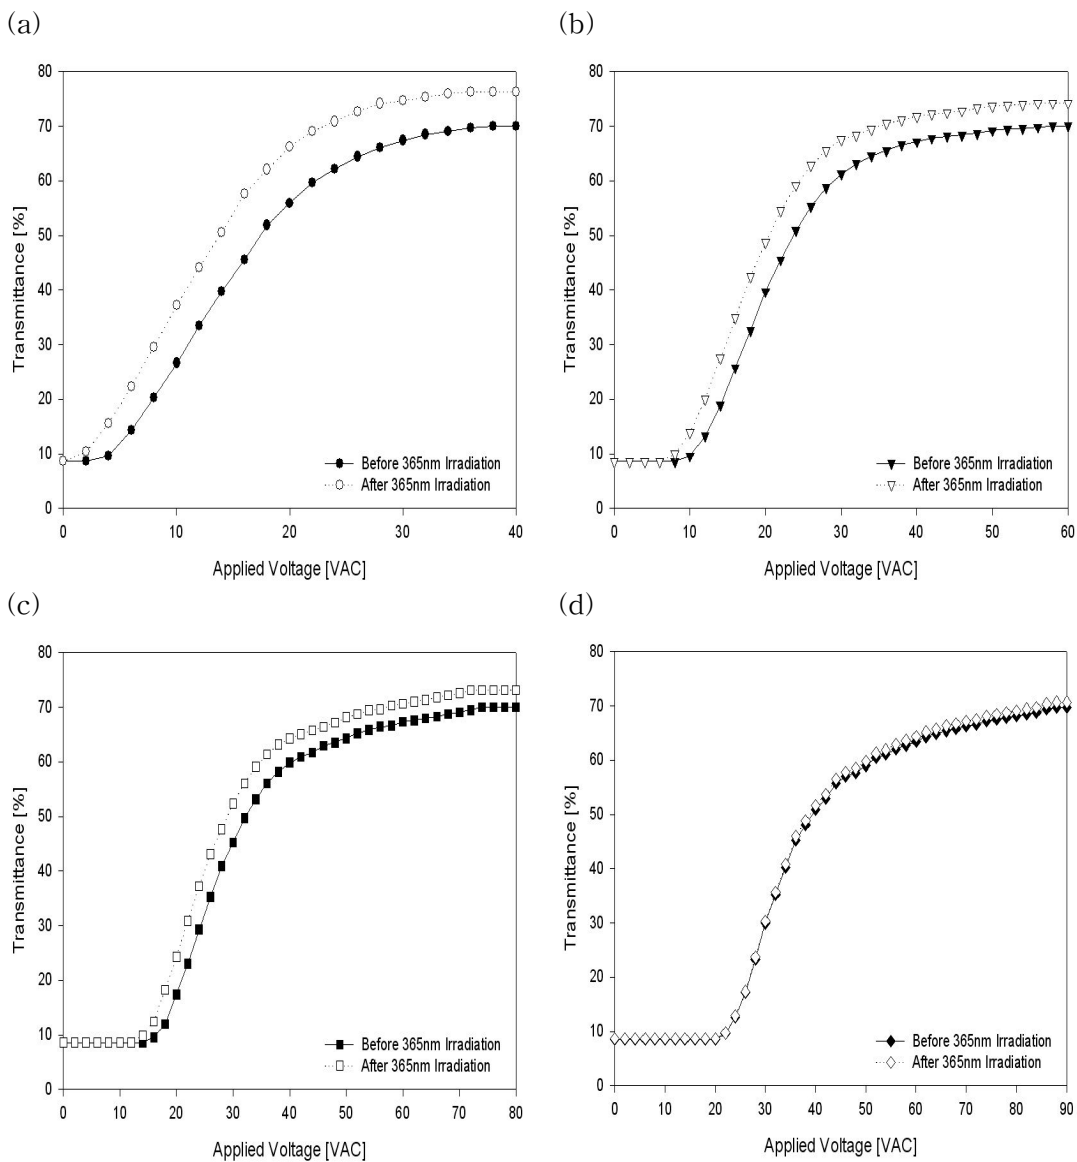 (a)
80
70
60
50
40
30
20
10
0
Transmittance [%]
Before 365nm Irradiation
After 365nm Irradiation
0 10 20 30 40
Applied Voltage [VAC]
(b)
80
70
60
50
40
30
20
10
0
Transmittance [%]
Before 365nm Irradiation
After 365nm Irradiation
0 10 20 30 40 50 60
Applied Voltage [VAC]
(c)
80
70
60
50
40
30
20
10
0
Transmittance [%]
Before 365nm Irradiation
After 365nm Irradiation
0 10 20 30 40 50 60 70 80
Applied Voltage [VAC]
(d)
80
70
60
50
40
30
20
10
0
Transmittance [%]
Before 365nm Irradiation
After 365nm Irradiation
0 10 20 30 40 50 60 70 80 90
Applied Voltage [VAC]